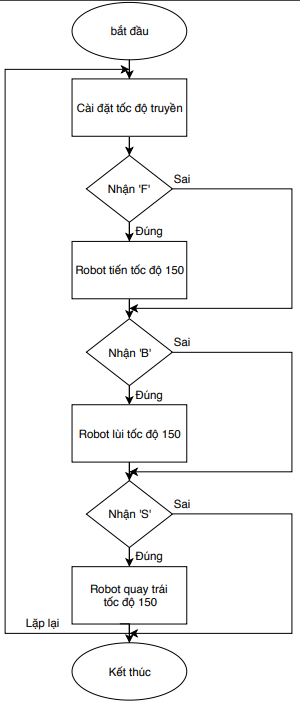 bắt đầu
Cài đặt tốc độ truyền
Nhận 'F'
Sai
Đúng
Robot tiến tốc độ 150
Nhận 'B'
Sai
Đúng
Robot lùi tốc độ 150
Nhận 'S'
Sai
Đúng
Robot quay trái
tốc độ 150
Lặp lại
Kết thúc